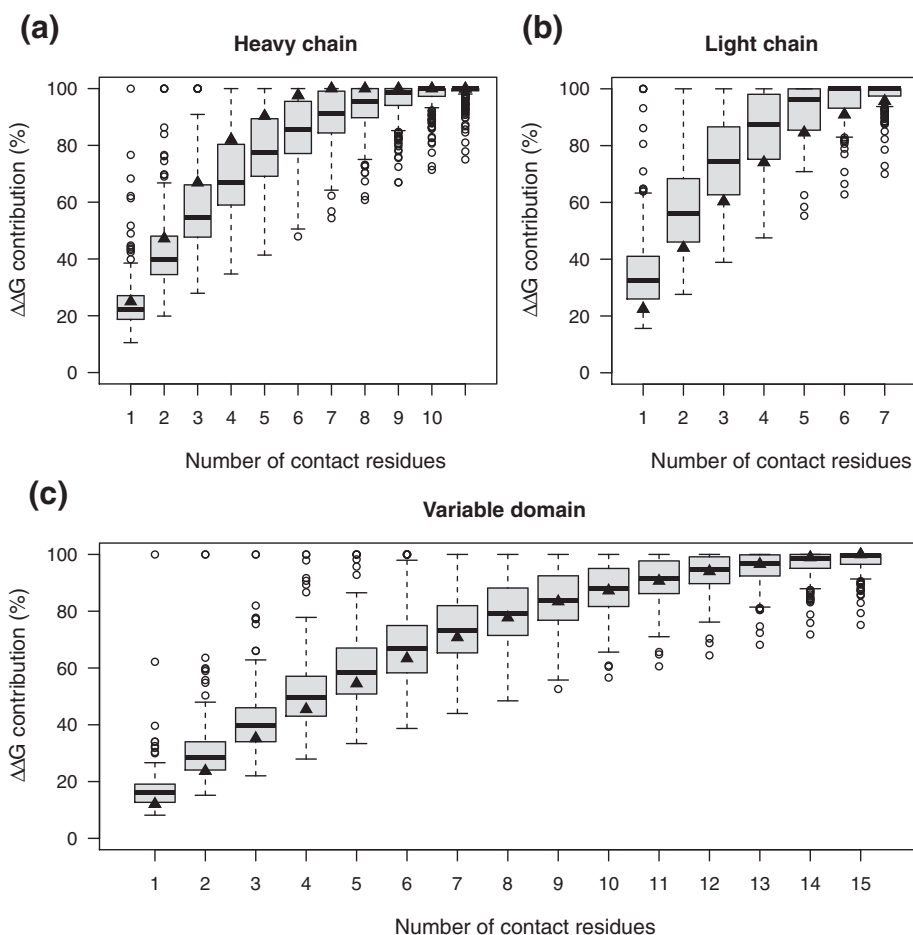 (a)
Heavy chain
ΔΔG contribution (%)
100
80
60
40
20
0
1 2 3 4 5 6 7 8 9 10
Number of contact residues
(b)
Light chain
ΔΔG contribution (%)
100
80
60
40
20
0
1 2 3 4 5 6 7
Number of contact residues
(c)
Variable domain
ΔΔG contribution (%)
100
80
60
40
20
0
1 2 3 4 5 6 7 8 9 10 11 12 13 14 15
Number of contact residues